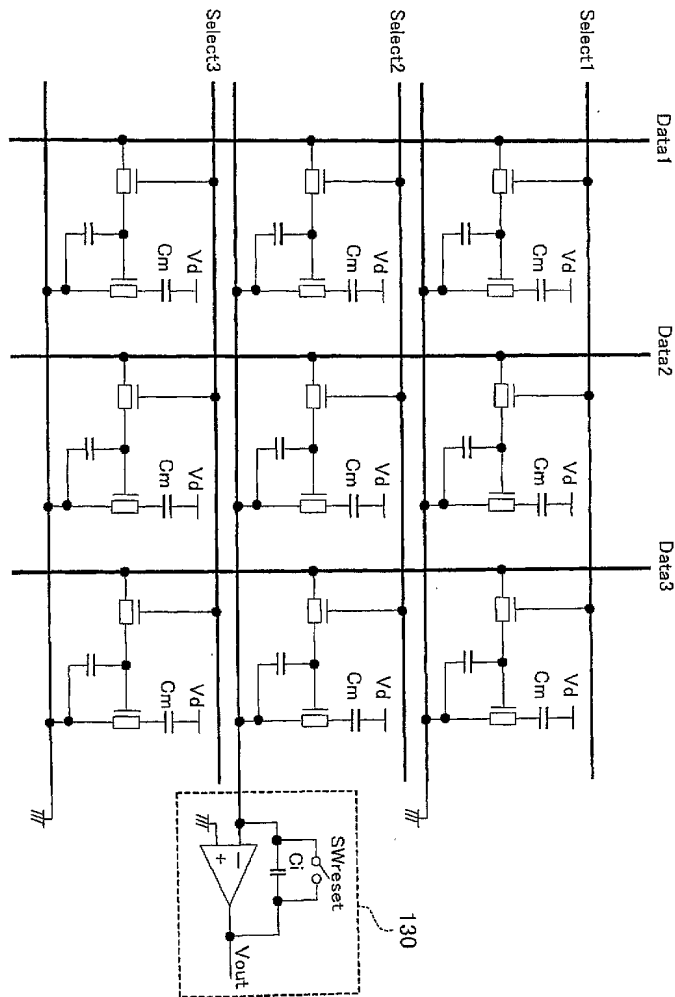 Select1
Select2
Select3
Data1
Data2
Data3
Vd
Cm
Vd
Cm
Vd
Cm
Vd
Cm
Vd
Cm
Vd
Cm
Vd
Cm
Vd
Cm
Vd
Cm
SWreset
Ci
−
+
Vout
130